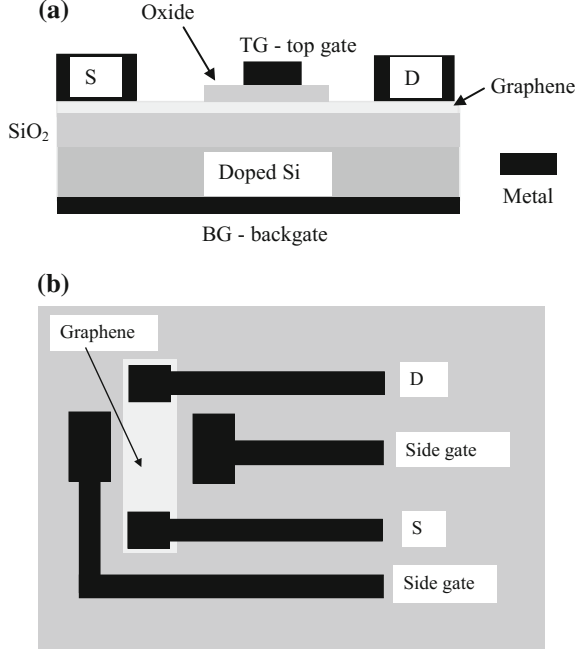 (a)
Oxide
TG - top gate
S
D
Graphene
SiO₂
Doped Si
Metal
BG - backgate
(b)
Graphene
D
Side gate
S
Side gate